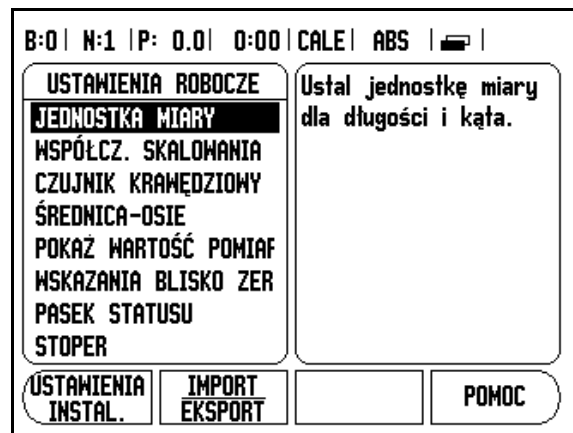 B:0 | N:1 | P: 0.0 | 0:00 | CALE | ABS |
USTAWIENIA ROBOCZE
JEDNOSTKA MIARY
WSPÓŁCZ. SKALOWANIA
CZUJNIK KRAWĘDZIOWY
ŚREDNICA-OSIE
POKAŻ WARTOŚĆ POMIAR
WSKAZANIA BLISKO ZER
PASEK STATUSU
STOPER
Ustal jednostkę miary
dla długości i kąta.
USTAWIENIA
INSTAL.
IMPORT
EKSPORT
POMOC